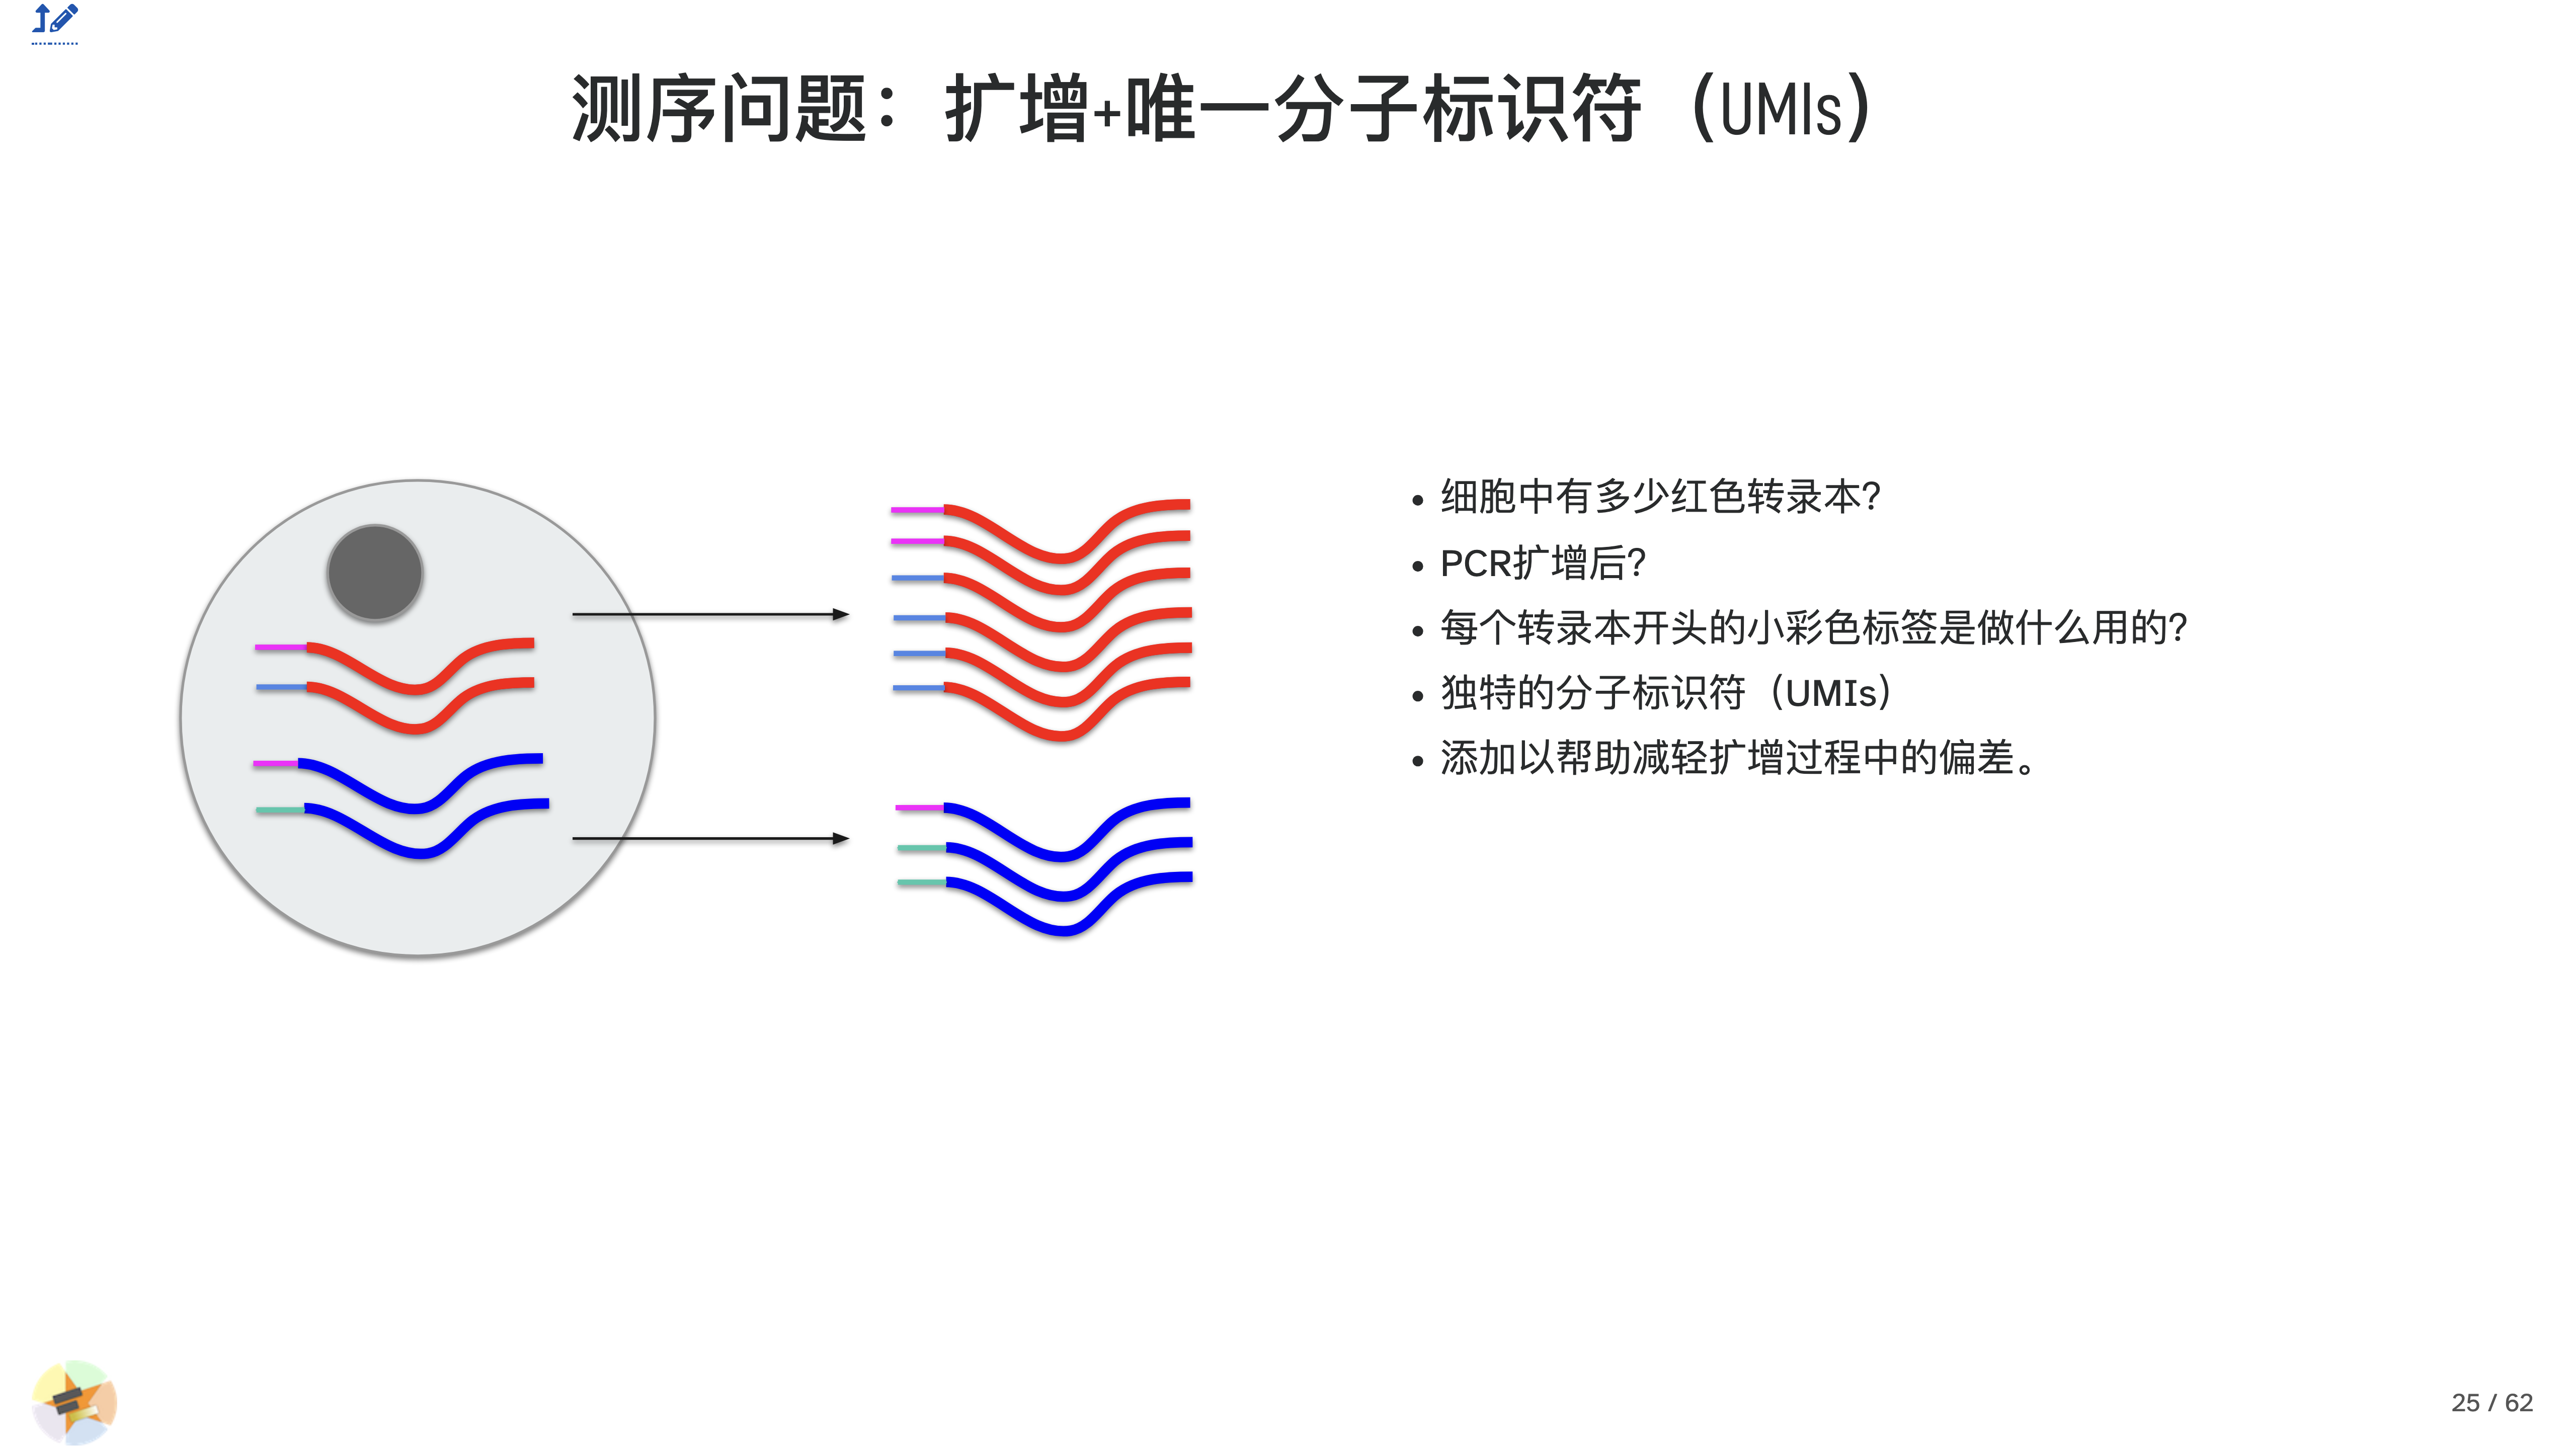 测序问题：扩增+唯一分子标识符（UMIs）
细胞中有多少红色转录本？
PCR扩增后？
每个转录本开头的小彩色标签是做什么用的？
独特的分子标识符（UMIs）
添加以帮助减轻扩增过程中的偏差。
25 / 62